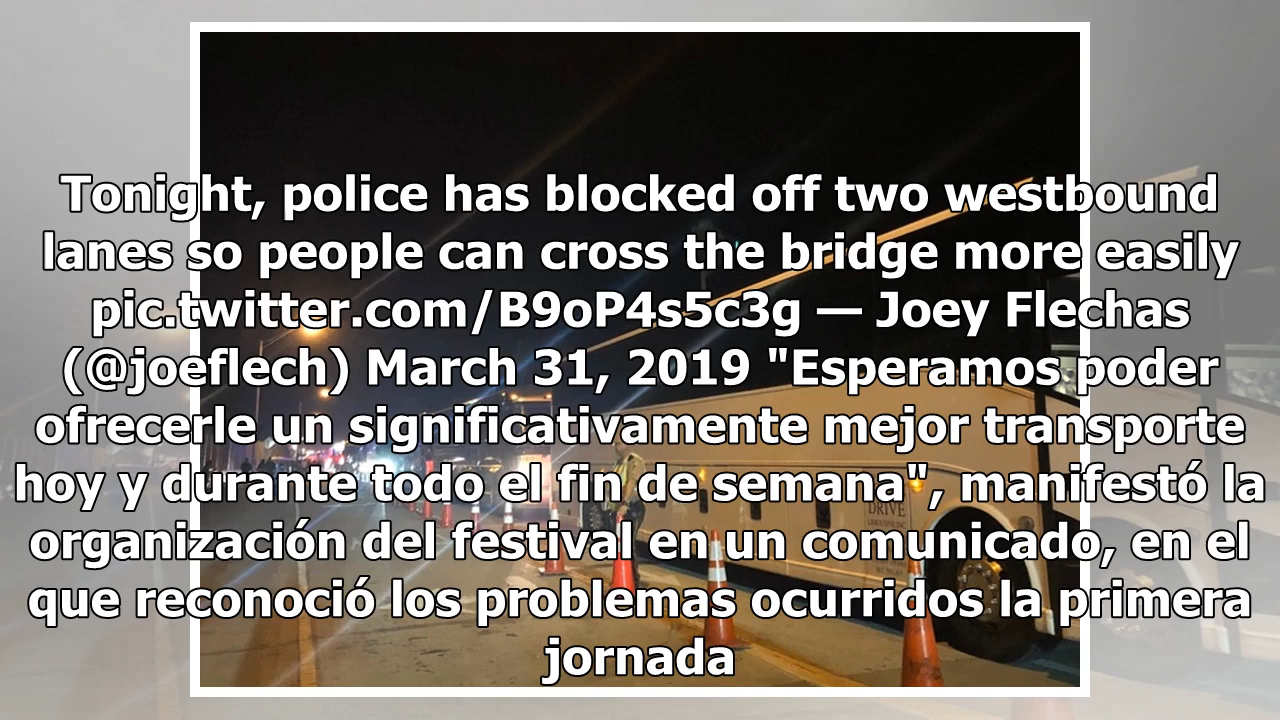 Tonight, police has blocked off two westbound
lanes so people can cross the bridge more easily
pic.twitter.com/B9oP4s5c3g — Joey Flechas
(@joeflech) March 31, 2019 "Esperamos poder
ofrecerle un significativamente mejor transporte
hoy y durante todo el fin de semana", manifestó la
organización del festival en un comunicado, en el
que reconoció los problemas ocurridos la primera
jornada
DRIVE